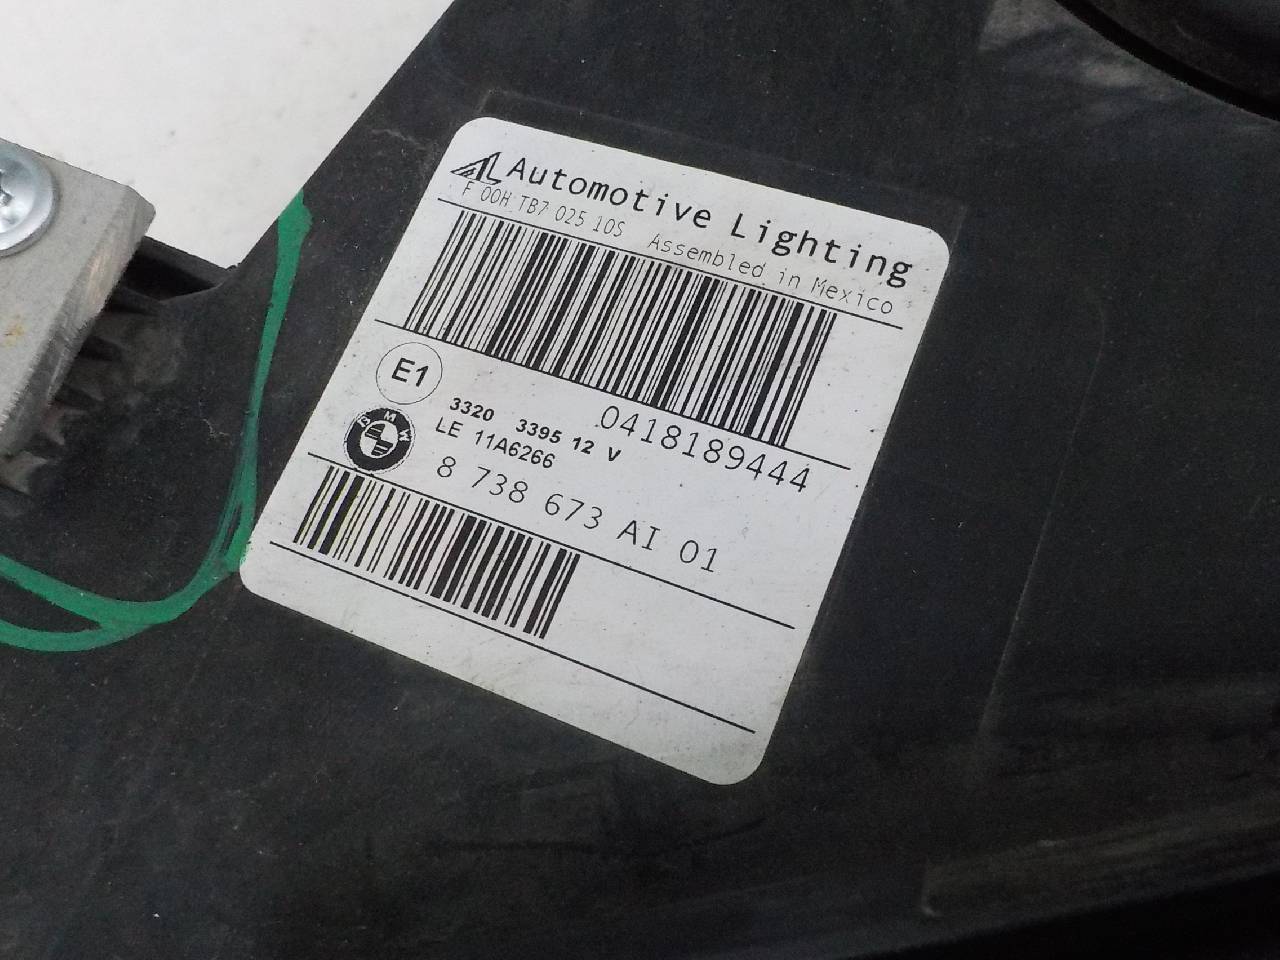 AL Automotive Lighting
F 00H TB7 025 10S Assembled in Mexico
E1
0418189444
3320 3395 12 V
BMW
LE 11A6266
8 738 673 AI 01